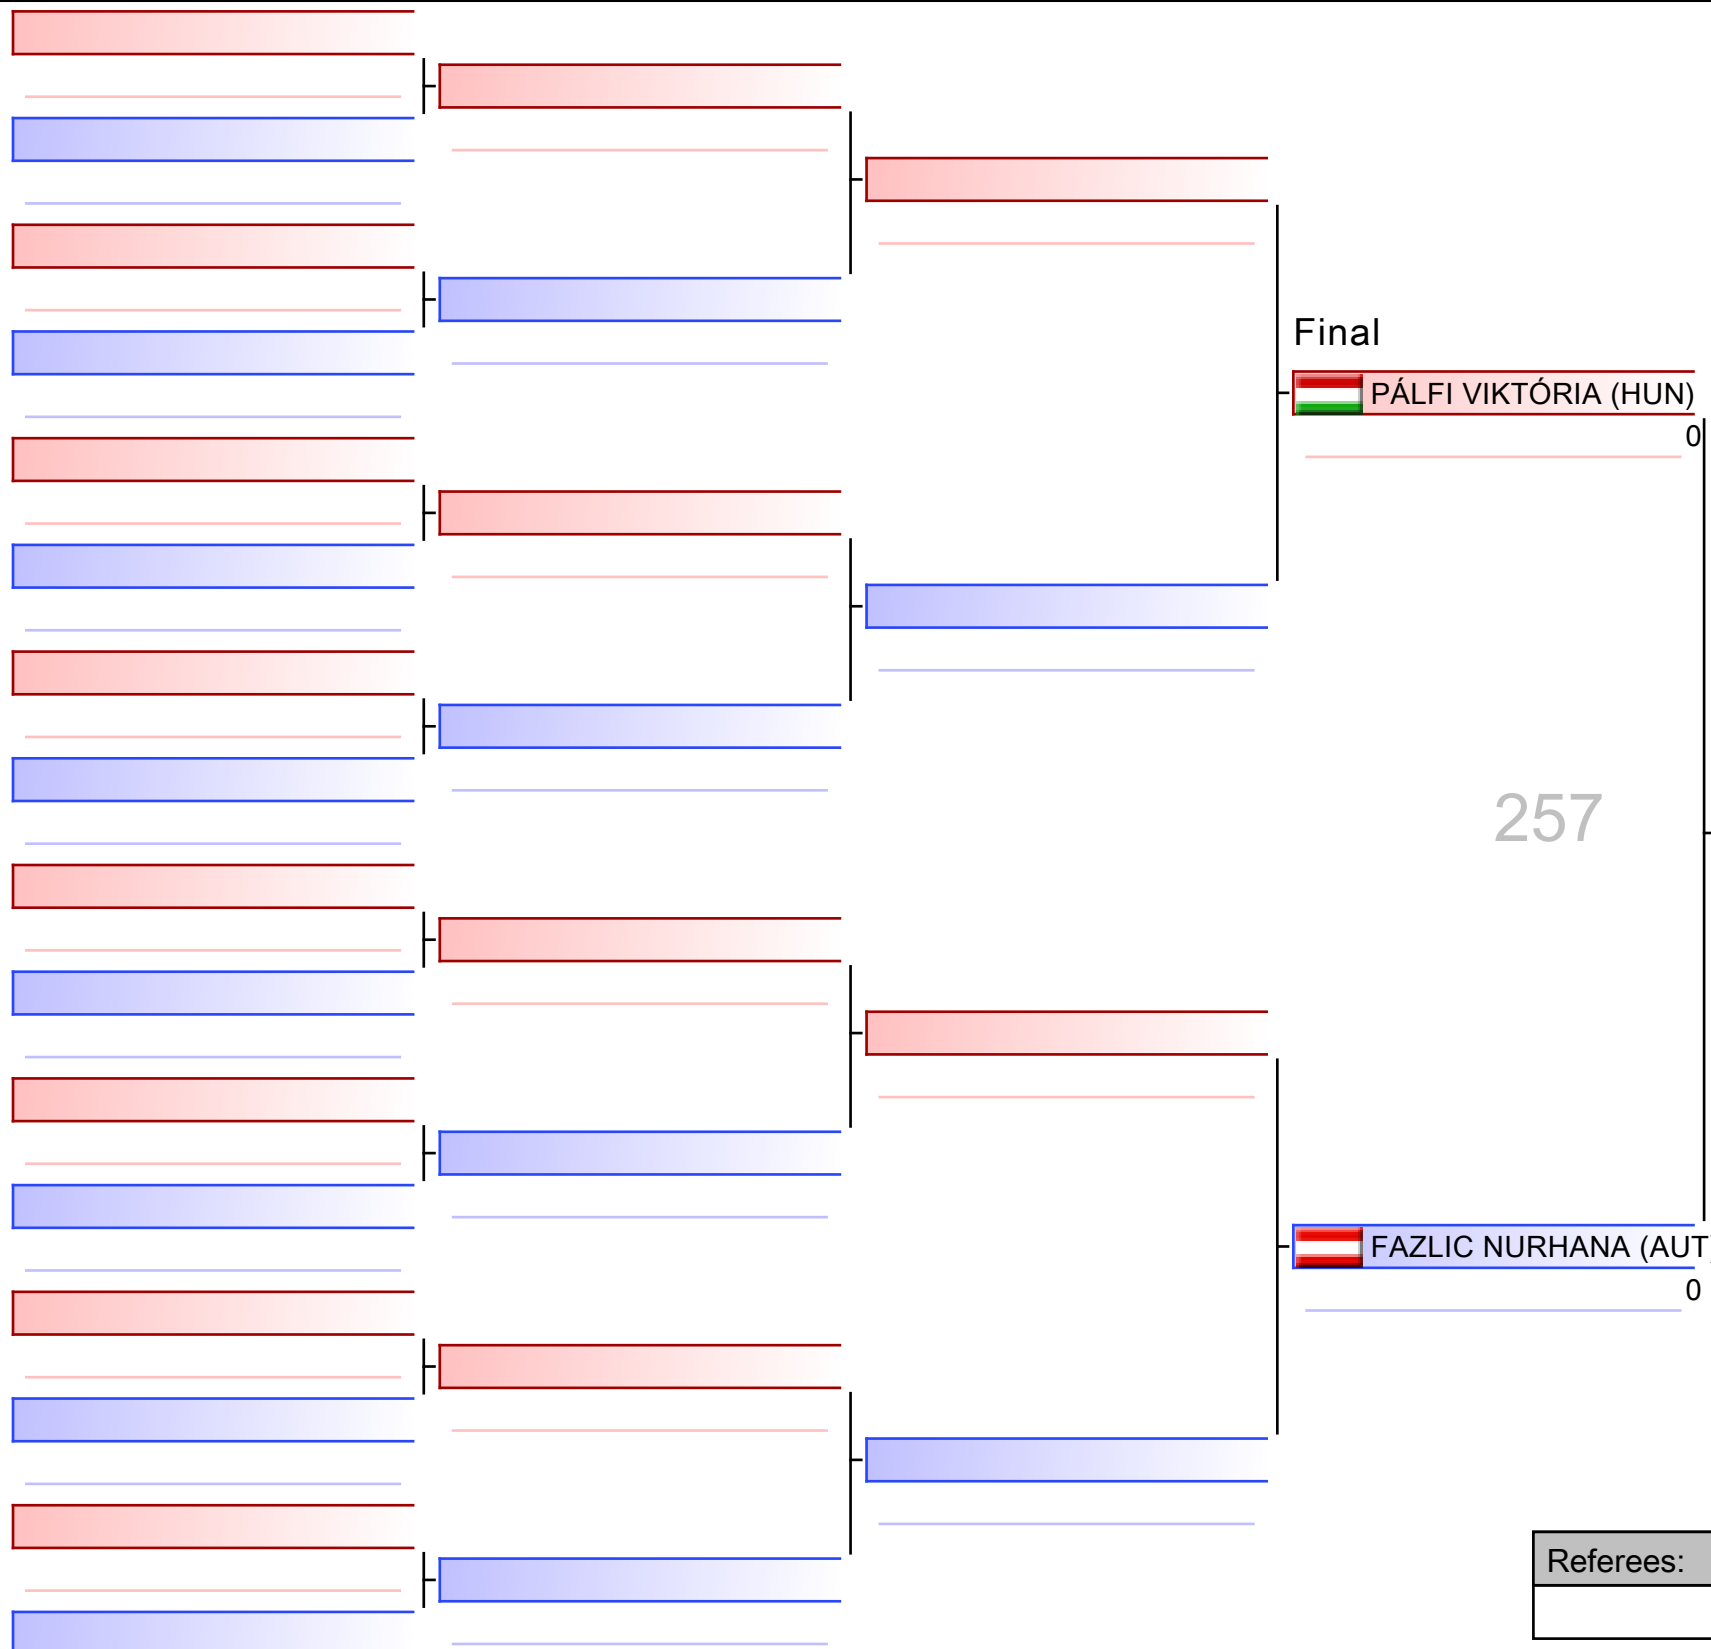 Final
PÁLFI VIKTÓRIA (HUN)
0
257
FAZLIC NURHANA (AUT)
0
Referees: